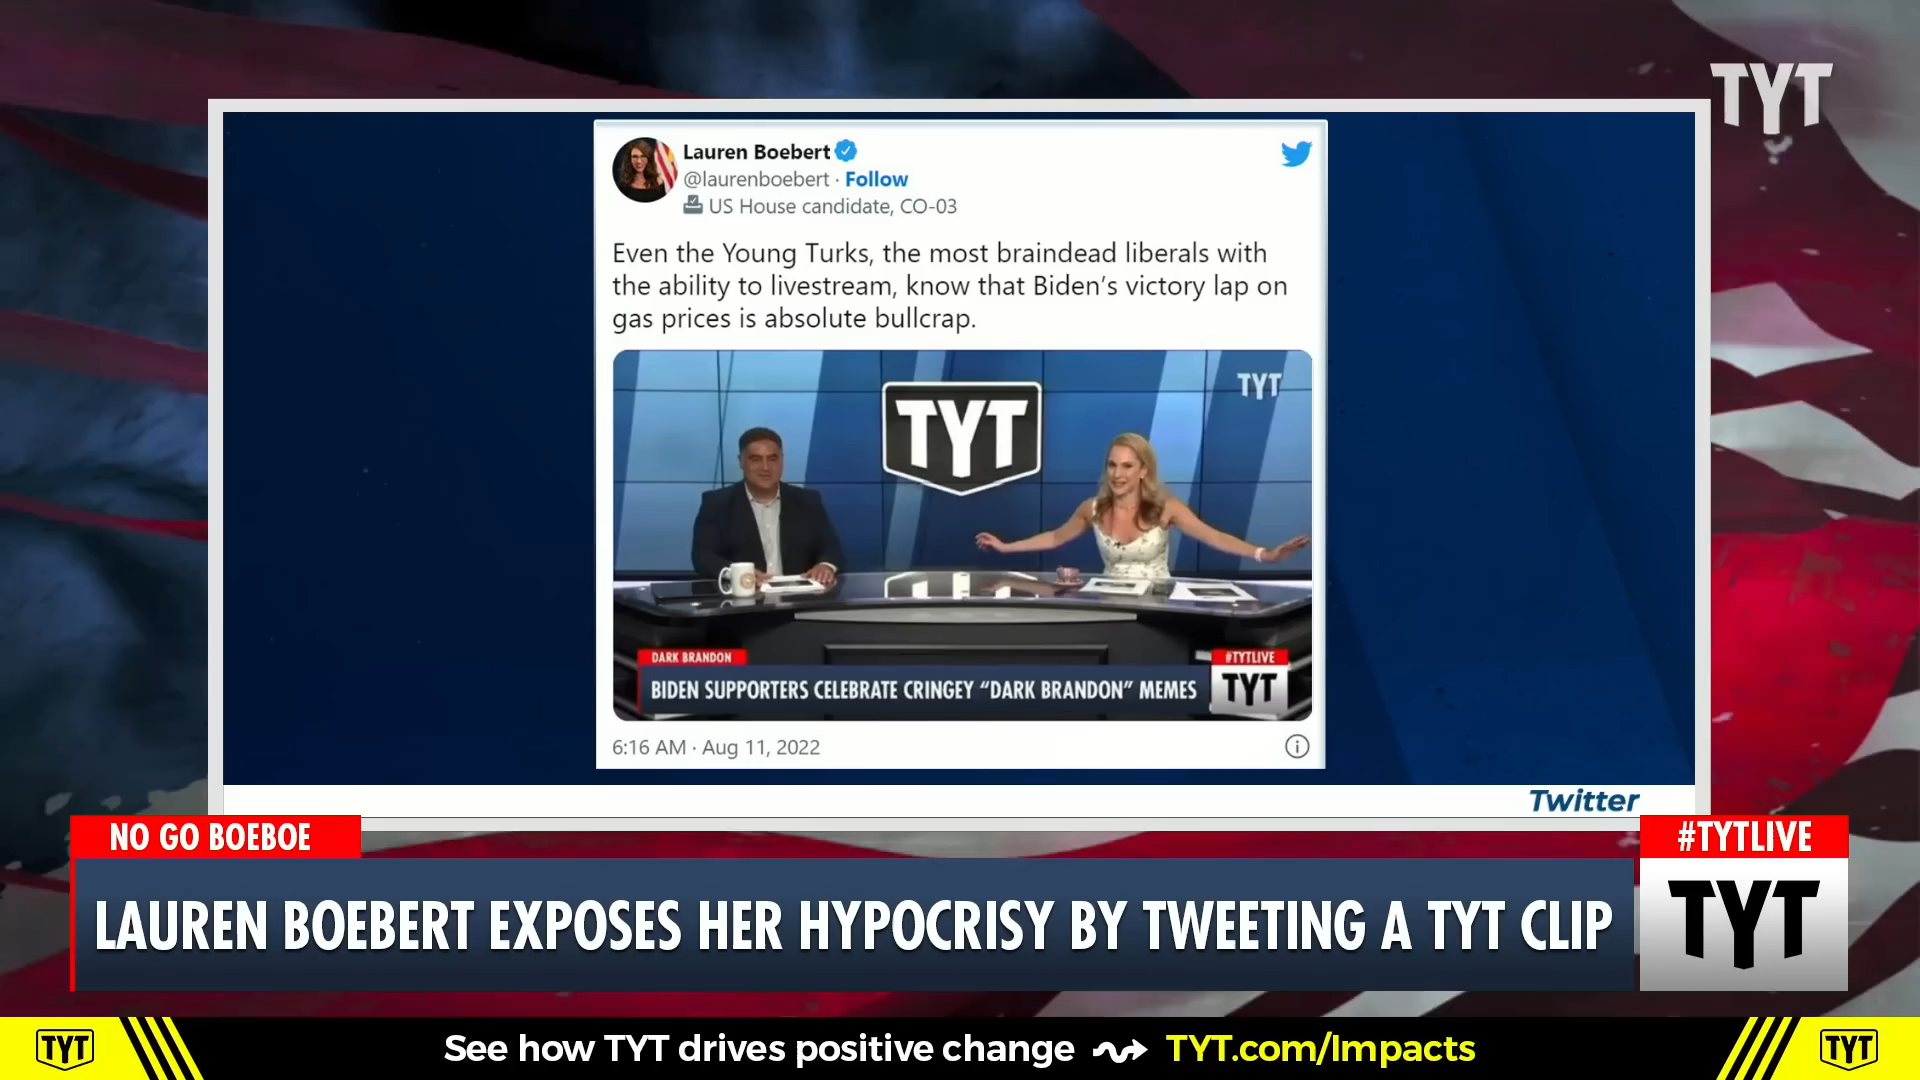 TYT
Lauren Boebert
@laurenboebert · Follow
US House candidate, CO-03
Even the Young Turks, the most braindead liberals with
the ability to livestream, know that Biden’s victory lap on
gas prices is absolute bullcrap.
TYT
TYT
DARK BRANDON
#TYTLIVE
BIDEN SUPPORTERS CELEBRATE CRINGEY “DARK BRANDON” MEMES
TYT
6:16 AM · Aug 11, 2022
Twitter
NO GO BOEBOE
#TYTLIVE
LAUREN BOEBERT EXPOSES HER HYPOCRISY BY TWEETING A TYT CLIP
TYT
TYT
See how TYT drives positive change
TYT.com/Impacts
TYT